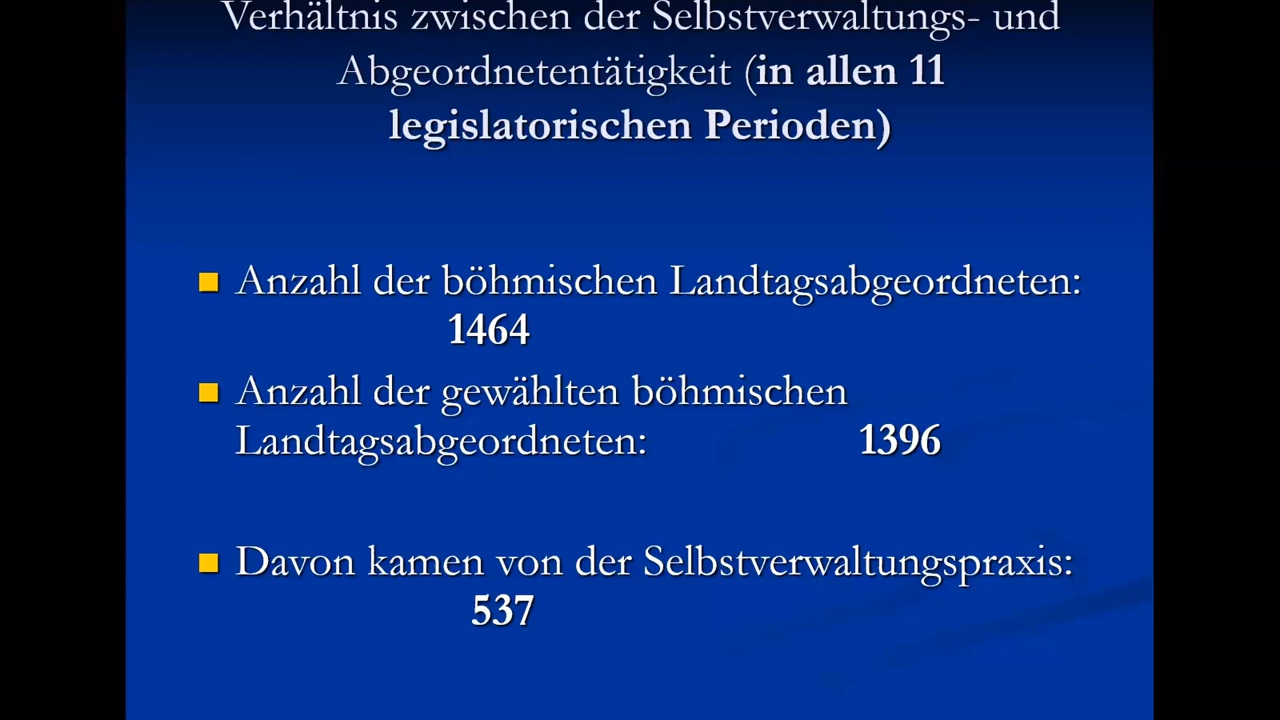 Verhältnis zwischen der Selbstverwaltungs- und
Abgeordnetentätigkeit (in allen 11
legislatorischen Perioden)
Anzahl der böhmischen Landtagsabgeordneten:
1464
Anzahl der gewählten böhmischen
Landtagsabgeordneten: 1396
Davon kamen von der Selbstverwaltungspraxis:
537